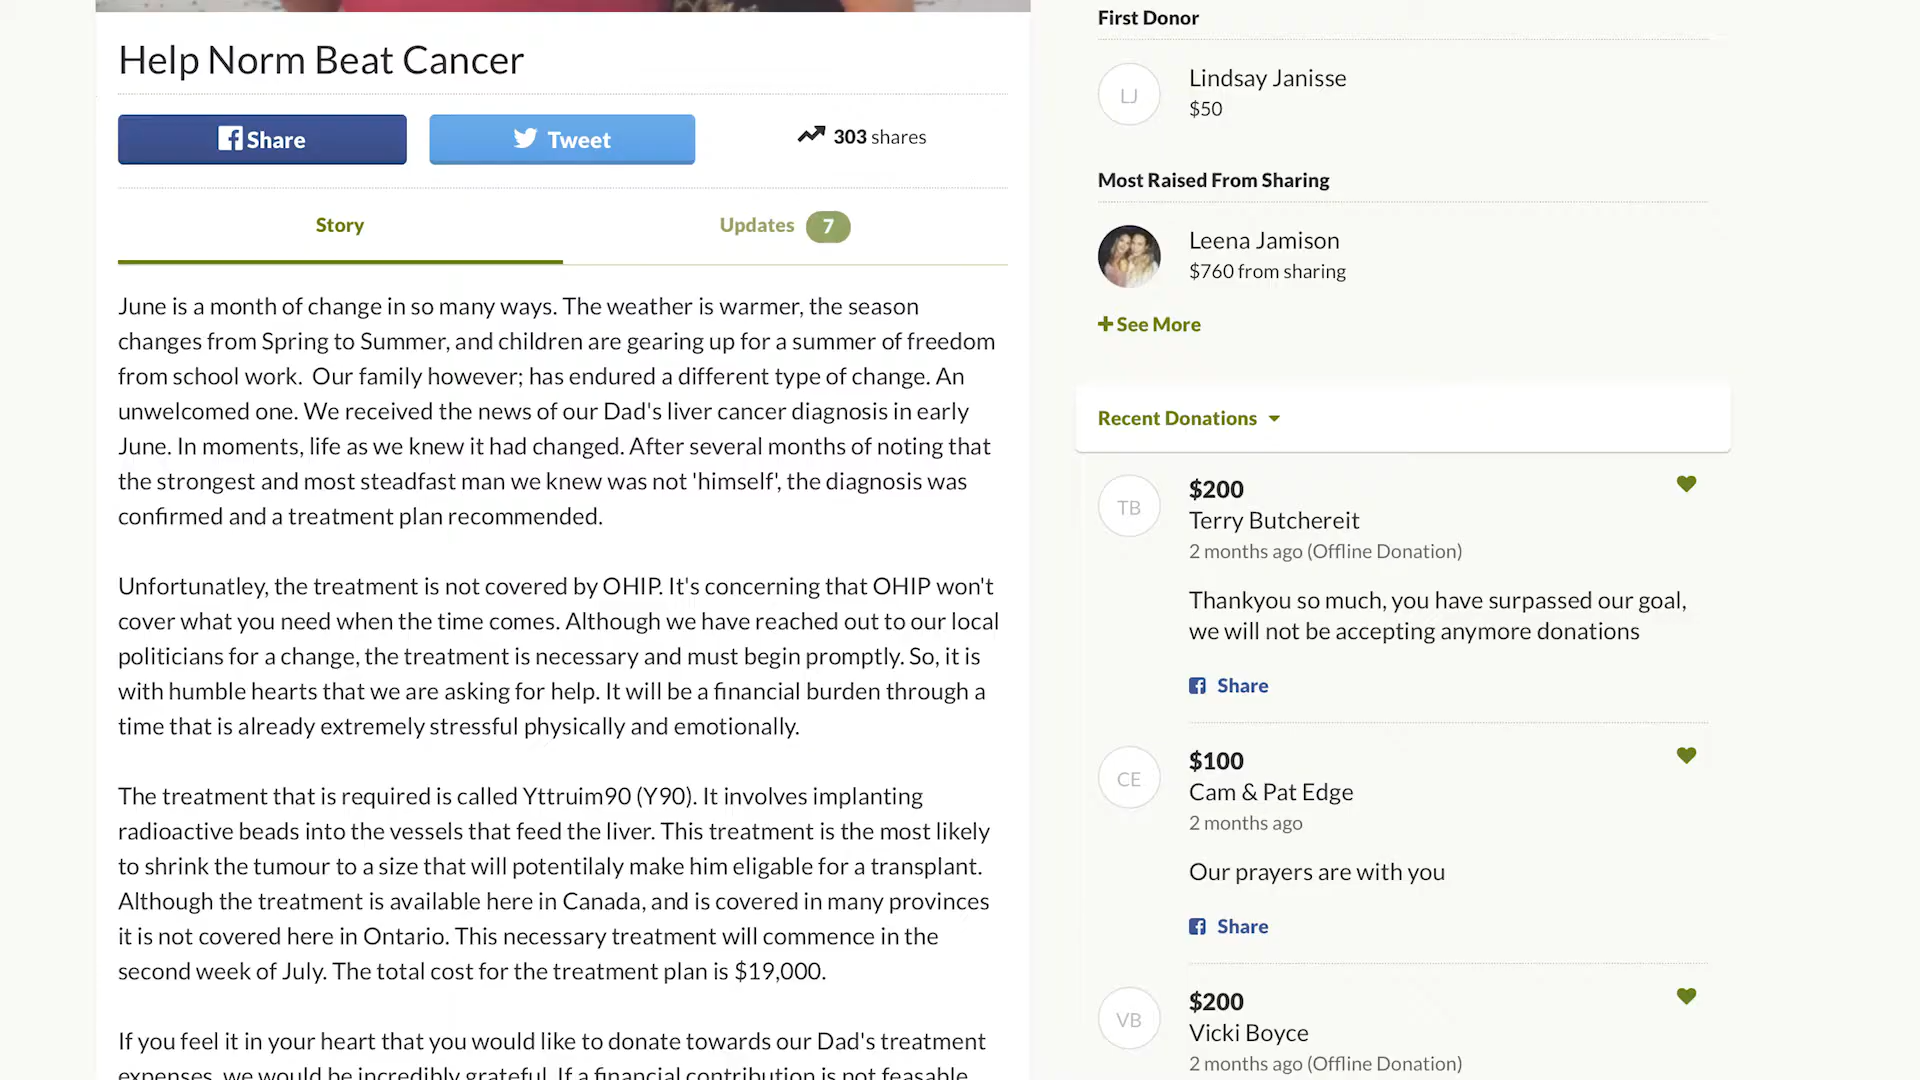 Help Norm Beat Cancer
Share
Tweet
303 shares
Story
Updates 7
June is a month of change in so many ways. The weather is warmer, the season
changes from Spring to Summer, and children are gearing up for a summer of freedom
from school work.  Our family however; has endured a different type of change. An
unwelcomed one. We received the news of our Dad's liver cancer diagnosis in early
June. In moments, life as we knew it had changed. After several months of noting that
the strongest and most steadfast man we knew was not 'himself', the diagnosis was
confirmed and a treatment plan recommended.
Unfortunatley, the treatment is not covered by OHIP. It's concerning that OHIP won't
cover what you need when the time comes. Although we have reached out to our local
politicians for a change, the treatment is necessary and must begin promptly. So, it is
with humble hearts that we are asking for help. It will be a financial burden through a
time that is already extremely stressful physically and emotionally.
The treatment that is required is called Yttruim90 (Y90). It involves implanting
radioactive beads into the vessels that feed the liver. This treatment is the most likely
to shrink the tumour to a size that will potentilaly make him eligable for a transplant.
Although the treatment is available here in Canada, and is covered in many provinces
it is not covered here in Ontario. This necessary treatment will commence in the
second week of July. The total cost for the treatment plan is $19,000.
If you feel it in your heart that you would like to donate towards our Dad's treatment
expenses, we would be incredibly grateful. If a financial contribution is not feasable
First Donor
LJ
Lindsay Janisse
$50
Most Raised From Sharing
Leena Jamison
$760 from sharing
+ See More
Recent Donations
TB
$200
Terry Butchereit
2 months ago (Offline Donation)
Thankyou so much, you have surpassed our goal,
we will not be accepting anymore donations
Share
CE
$100
Cam & Pat Edge
2 months ago
Our prayers are with you
Share
VB
$200
Vicki Boyce
2 months ago (Offline Donation)